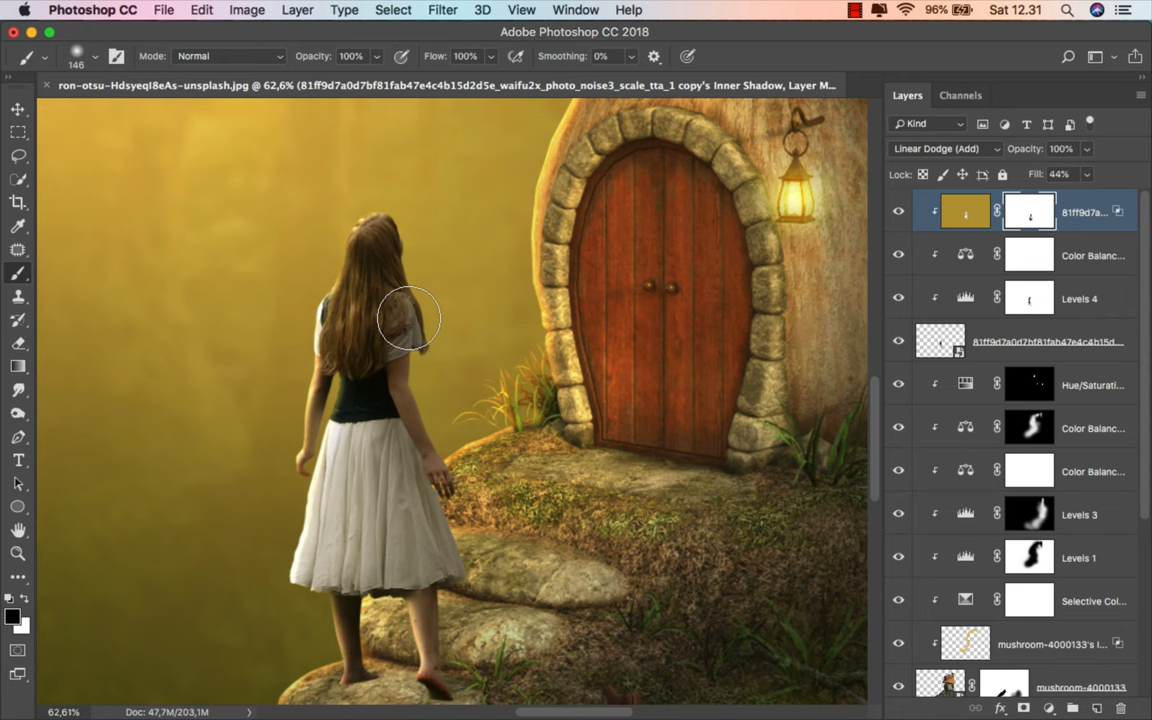 Photoshop CC File Edit Image Layer Type Select Filter 3D View Window Help 96% Sat 12.31
Adobe Photoshop CC 2018
146 Mode: Normal Opacity: 100% Flow: 100% Smoothing: 0%
ron-otsu-HdsyeqI8eAs-unsplash.jpg @ 62,6% (81ff9d7a0d7bf81fab47e4c4b15d2d5e_waifu2x_photo_noise3_scale_tta_1 copy's Inner Shadow, Layer M...
Layers Channels
Kind
Linear Dodge (Add) Opacity: 100%
Lock: Fill: 44%
81ff9d7a...
Color Balanc...
Levels 4
81ff9d7a0d7bf81fab47e4c4b15d...
Hue/Saturati...
Color Balanc...
Color Balanc...
Levels 3
Levels 1
Selective Col...
mushroom-4000133's I...
mushroom-4000133
62,61% Doc: 47,7M/203,1M